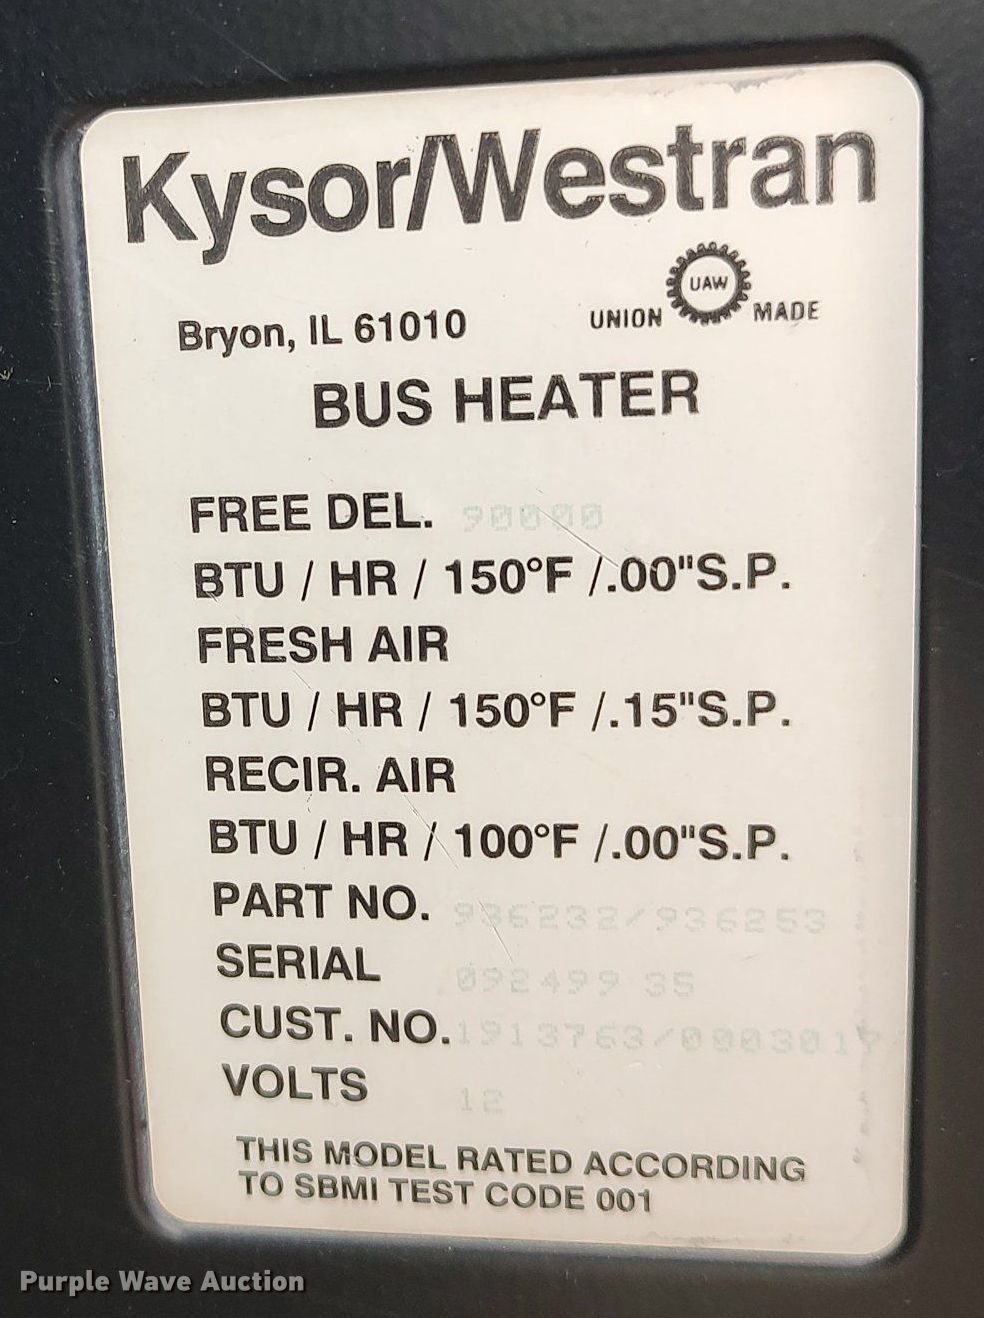 Kysor/Westran
Bryon, IL 61010
UNION UAW MADE
BUS HEATER
FREE DEL. 90000
BTU / HR / 150°F /.00"S.P.
FRESH AIR
BTU / HR / 150°F /.15"S.P.
RECIR. AIR
BTU / HR / 100°F /.00"S.P.
PART NO. 936232/936253
SERIAL 092499 35
CUST. NO. 1913763/0003017
VOLTS 12
THIS MODEL RATED ACCORDING
TO SBMI TEST CODE 001
Purple Wave Auction